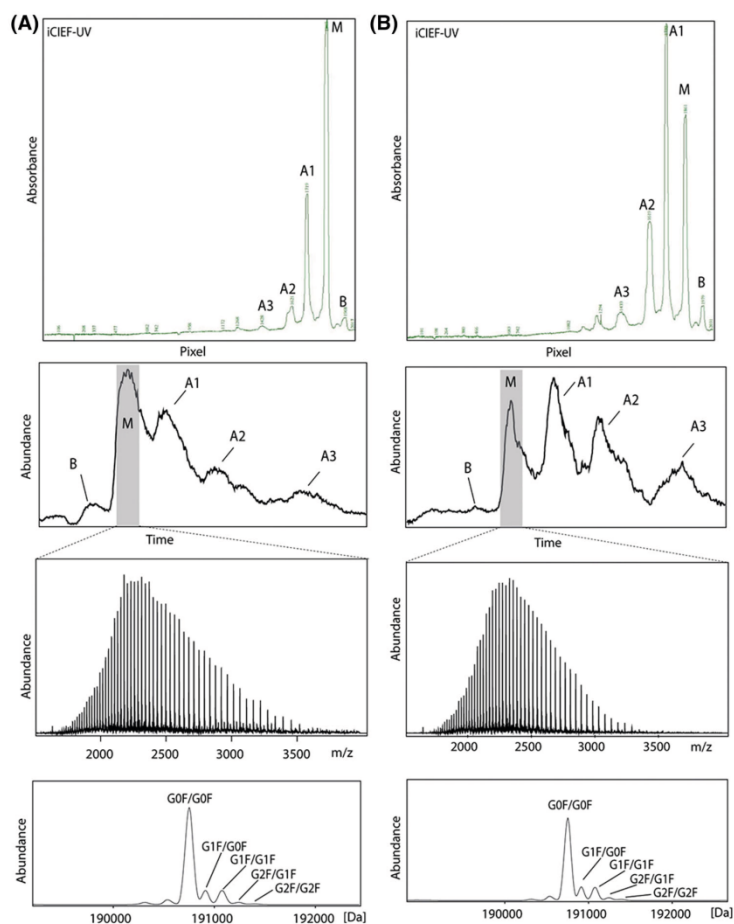 (A)
iCIEF-UV
M
A1
A2
A3
B
Absorbance
Pixel
B
M
A1
A2
A3
Abundance
Time
Abundance
2000
2500
3000
3500
m/z
G0F/G0F
G1F/G0F
G1F/G1F
G2F/G1F
G2F/G2F
Abundance
190000
191000
192000
[Da]
(B)
iCIEF-UV
A1
M
A2
A3
B
Absorbance
Pixel
M
A1
A2
A3
B
Abundance
Time
Abundance
2000
2500
3000
3500
m/z
G0F/G0F
G1F/G0F
G1F/G1F
G2F/G1F
G2F/G2F
Abundance
190000
191000
192000
[Da]